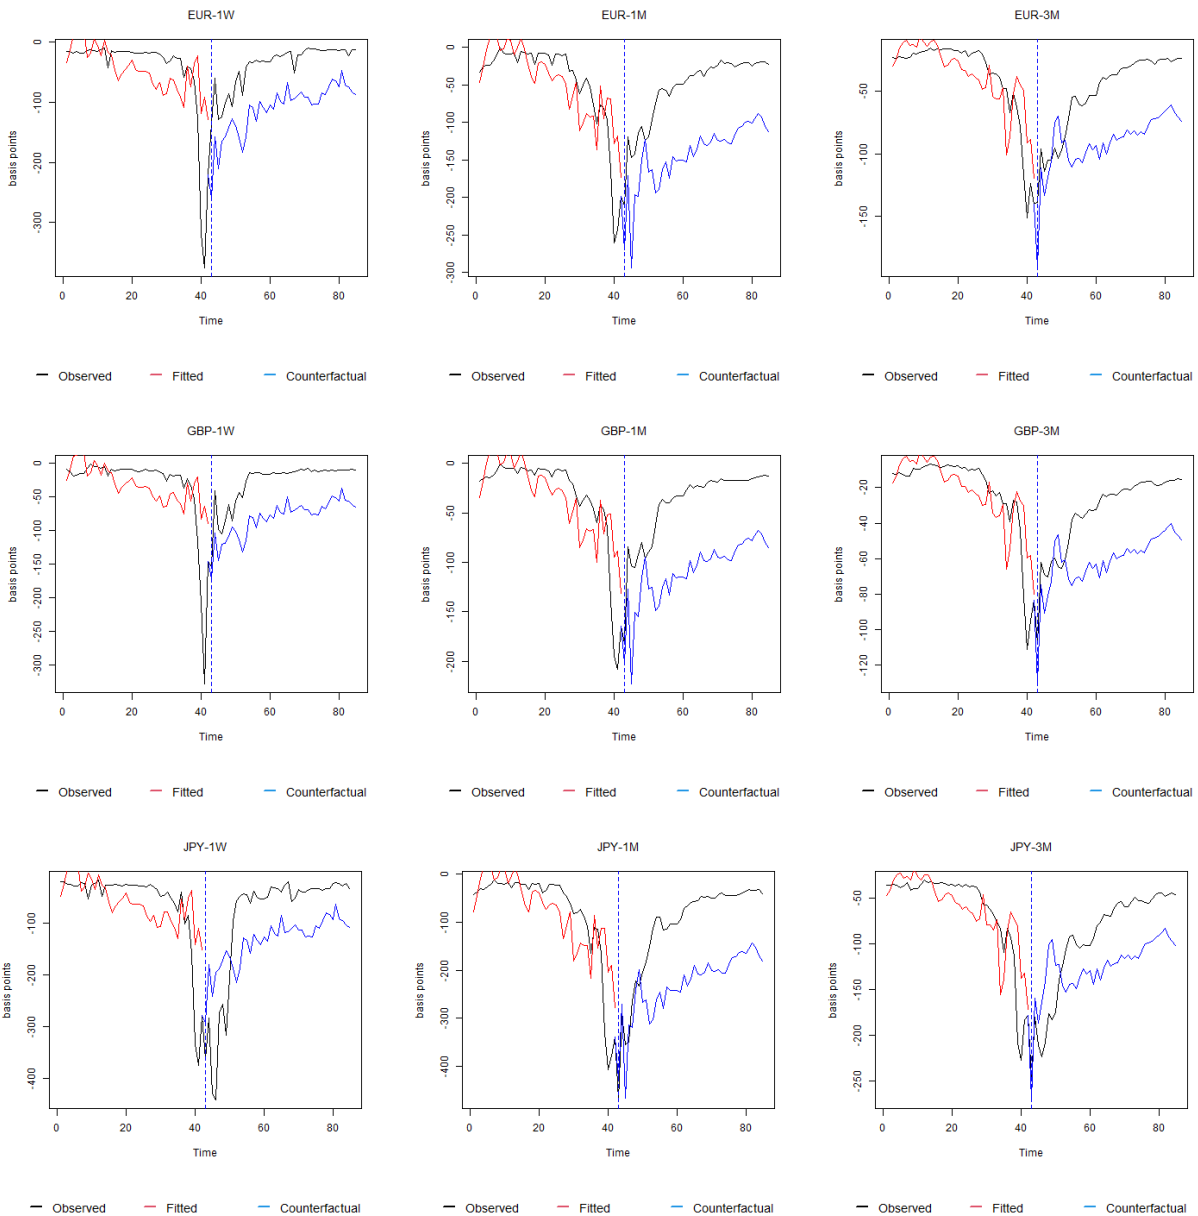 EUR-1W EUR-1M EUR-3M
basis points basis points basis points
0 -100 -200 -300
0 -50 -100 -150 -200 -250 -300
-50 -100 -150
0 20 40 60 80 0 20 40 60 80 0 20 40 60 80
Time Time Time
Observed Fitted Counterfactual Observed Fitted Counterfactual Observed Fitted Counterfactual
GBP-1W GBP-1M GBP-3M
basis points basis points basis points
0 -50 -100 -150 -200 -250 -300
0 -50 -100 -150 -200
-20 -40 -60 -80 -100 -120
0 20 40 60 80 0 20 40 60 80 0 20 40 60 80
Time Time Time
Observed Fitted Counterfactual Observed Fitted Counterfactual Observed Fitted Counterfactual
JPY-1W JPY-1M JPY-3M
basis points basis points basis points
-100 -200 -300 -400
0 -100 -200 -300 -400
-50 -100 -150 -200 -250
0 20 40 60 80 0 20 40 60 80 0 20 40 60 80
Time Time Time
Observed Fitted Counterfactual Observed Fitted Counterfactual Observed Fitted Counterfactual